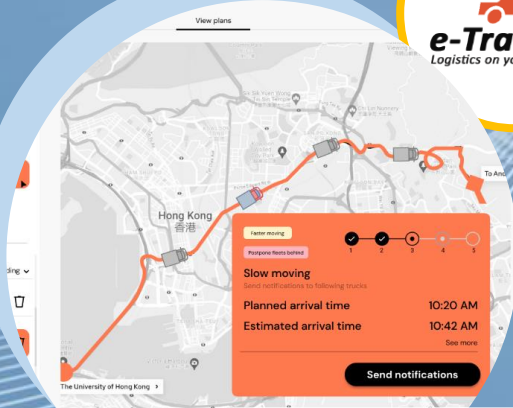 View plans
e-Tra
Logistics on yo
Hong Kong
香港
To Anc
ding
Faster moving
Postpone fleets behind
1 2 3 4 5
Slow moving
Send notifications to following trucks
Planned arrival time 10:20 AM
Estimated arrival time 10:42 AM
See more
Send notifications
The University of Hong Kong >